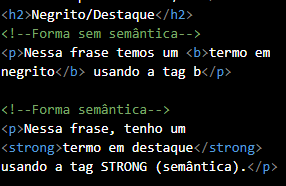 <h2>Negrito/Destaque</h2>
<!--Forma sem semântica-->
<p>Nessa frase temos um <b>termo em
negrito</b> usando a tag b</p>
<!--Forma semântica-->
<p>Nessa frase, tenho um
<strong>termo em destaque</strong>
usando a tag STRONG (semântica).</p>